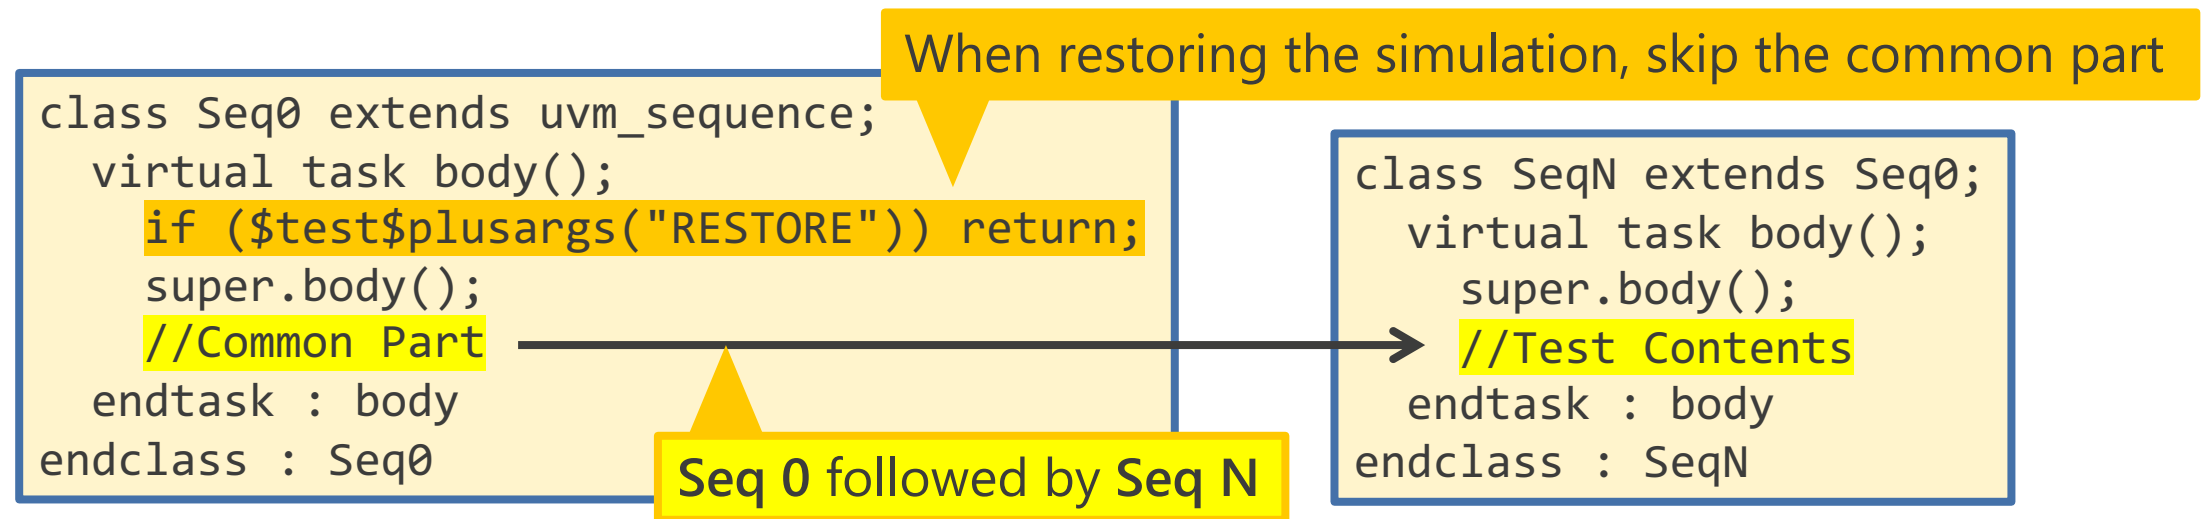 When restoring the simulation, skip the common part
class Seq0 extends uvm_sequence;
  virtual task body();
    if ($test$plusargs("RESTORE")) return;
    super.body();
    //Common Part
  endtask : body
endclass : Seq0
Seq 0 followed by Seq N
class SeqN extends Seq0;
  virtual task body();
    super.body();
    //Test Contents
  endtask : body
endclass : SeqN